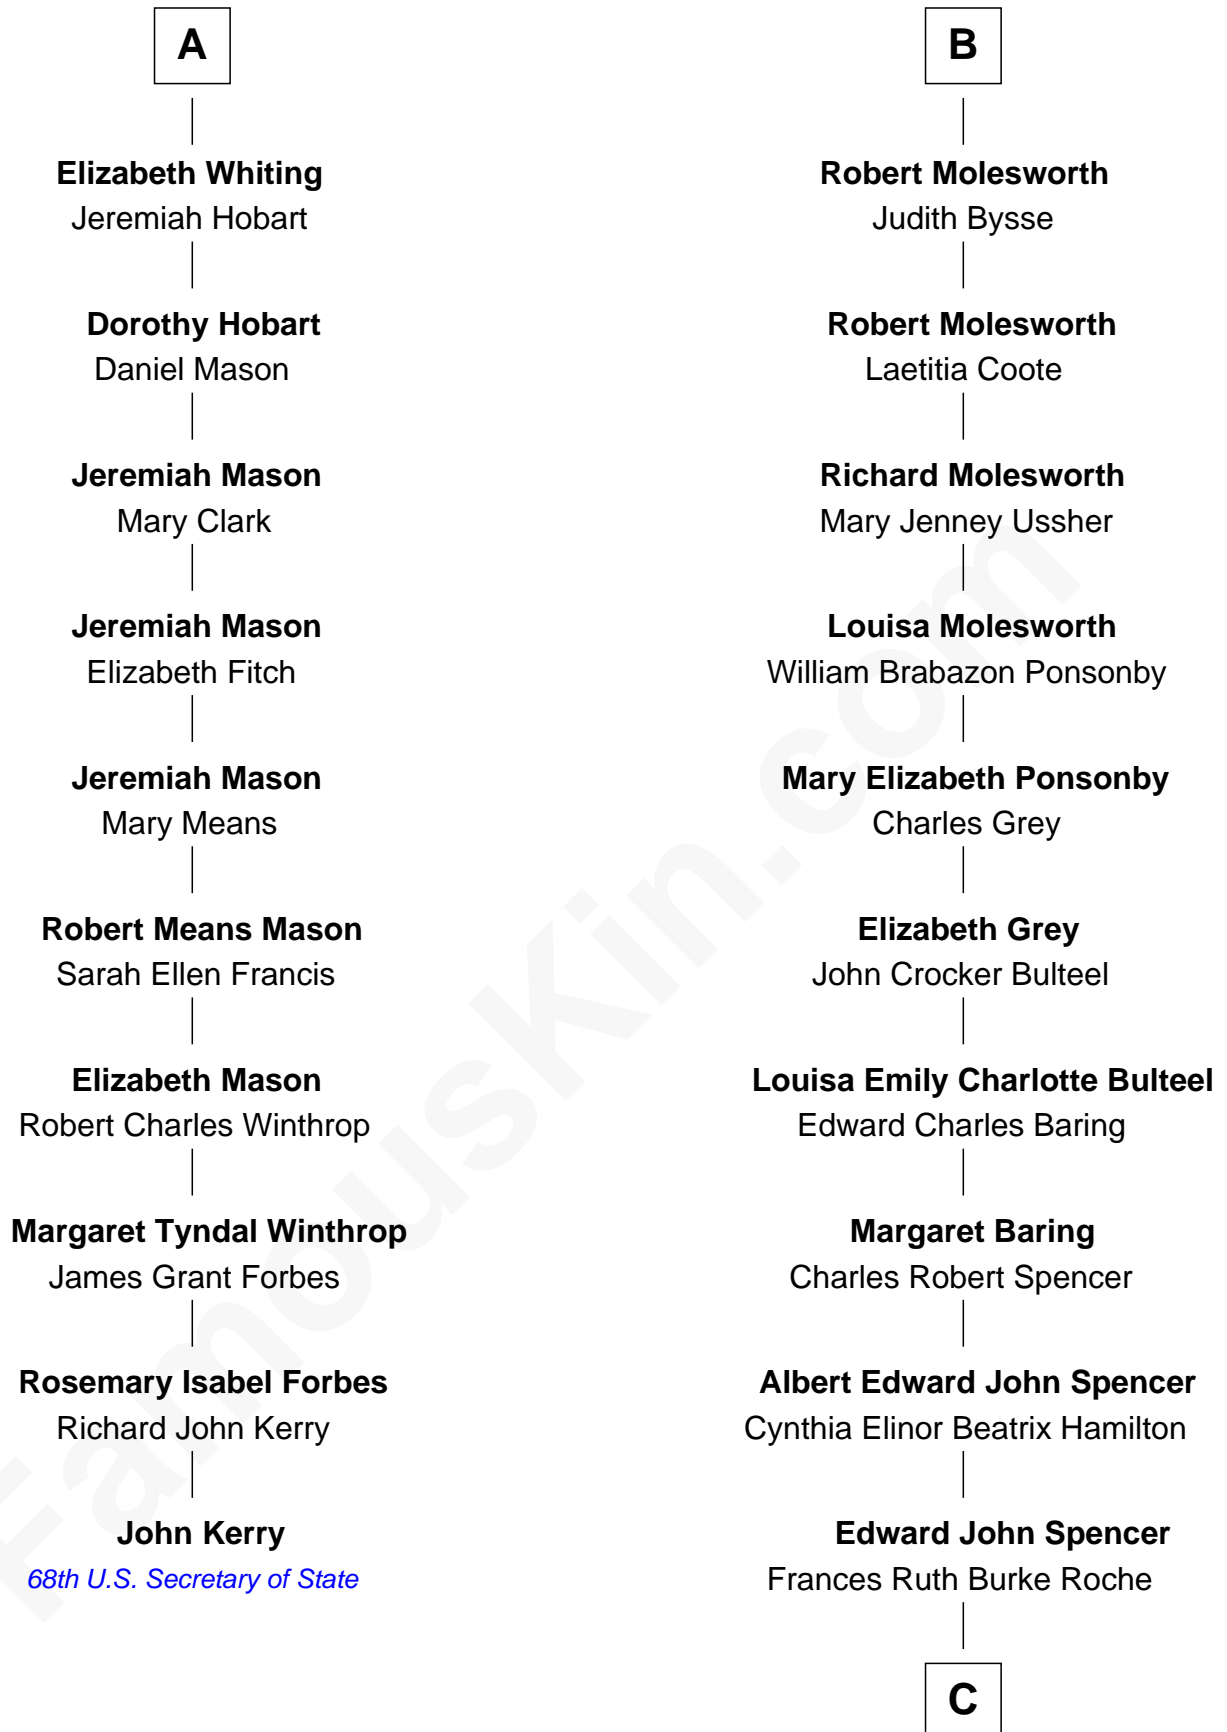 A
Elizabeth Whiting
Jeremiah Hobart
Dorothy Hobart
Daniel Mason
Jeremiah Mason
Mary Clark
Jeremiah Mason
Elizabeth Fitch
Jeremiah Mason
Mary Means
Robert Means Mason
Sarah Ellen Francis
Elizabeth Mason
Robert Charles Winthrop
Margaret Tyndal Winthrop
James Grant Forbes
Rosemary Isabel Forbes
Richard John Kerry
John Kerry
68th U.S. Secretary of State
B
Robert Molesworth
Judith Bysse
Robert Molesworth
Laetitia Coote
Richard Molesworth
Mary Jenney Ussher
Louisa Molesworth
William Brabazon Ponsonby
Mary Elizabeth Ponsonby
Charles Grey
Elizabeth Grey
John Crocker Bulteel
Louisa Emily Charlotte Bulteel
Edward Charles Baring
Margaret Baring
Charles Robert Spencer
Albert Edward John Spencer
Cynthia Elinor Beatrix Hamilton
Edward John Spencer
Frances Ruth Burke Roche
C
FamousKin.com